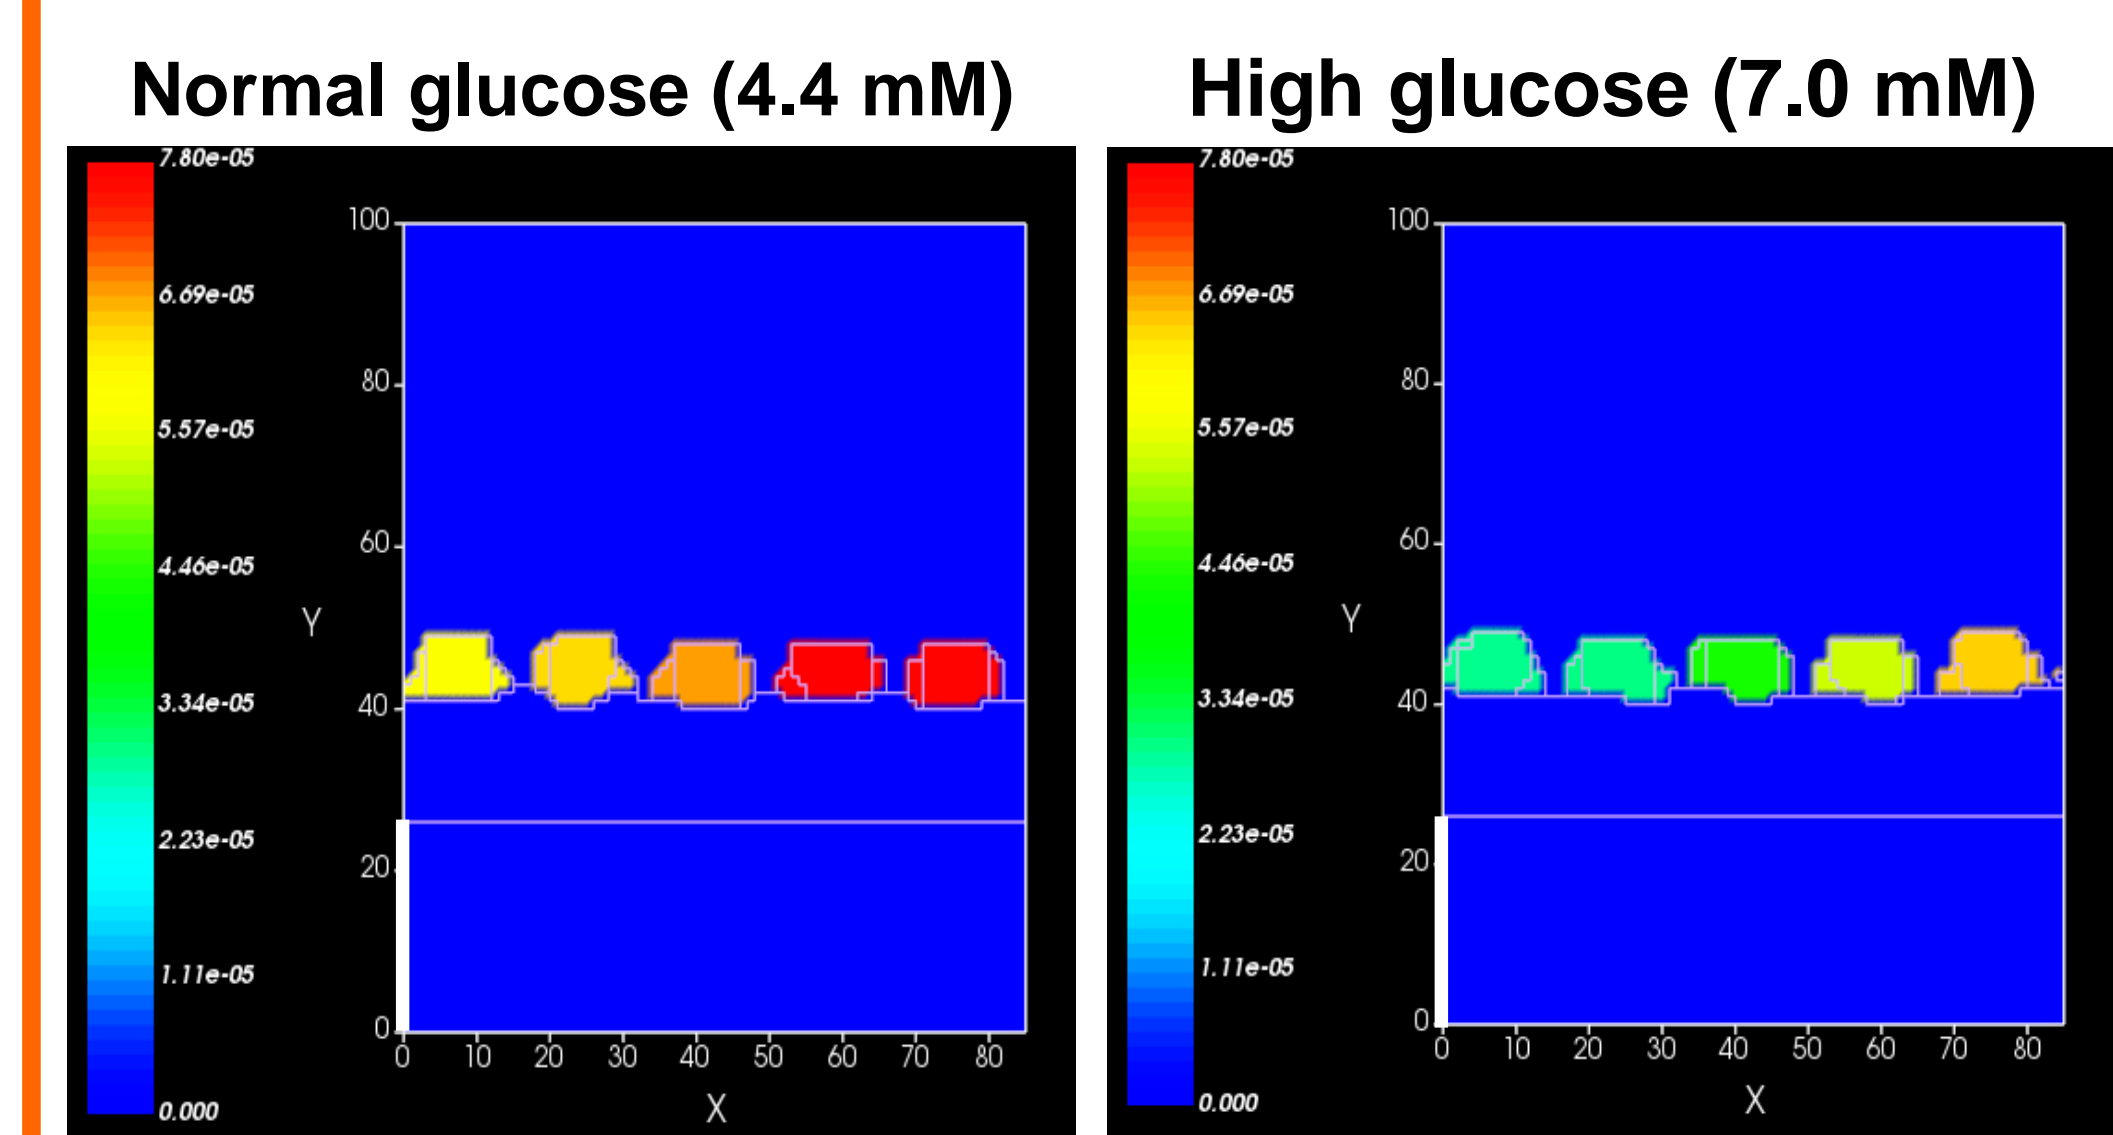 Normal glucose (4.4 mM)
7.80e-05
6.69e-05
5.57e-05
4.46e-05
3.34e-05
2.23e-05
1.11e-05
0.000
Y
100
80
60
40
20
0
0 10 20 30 40 50 60 70 80
X
High glucose (7.0 mM)
7.80e-05
6.69e-05
5.57e-05
4.46e-05
3.34e-05
2.23e-05
1.11e-05
0.000
Y
100
80
60
40
20
0
0 10 20 30 40 50 60 70 80
X